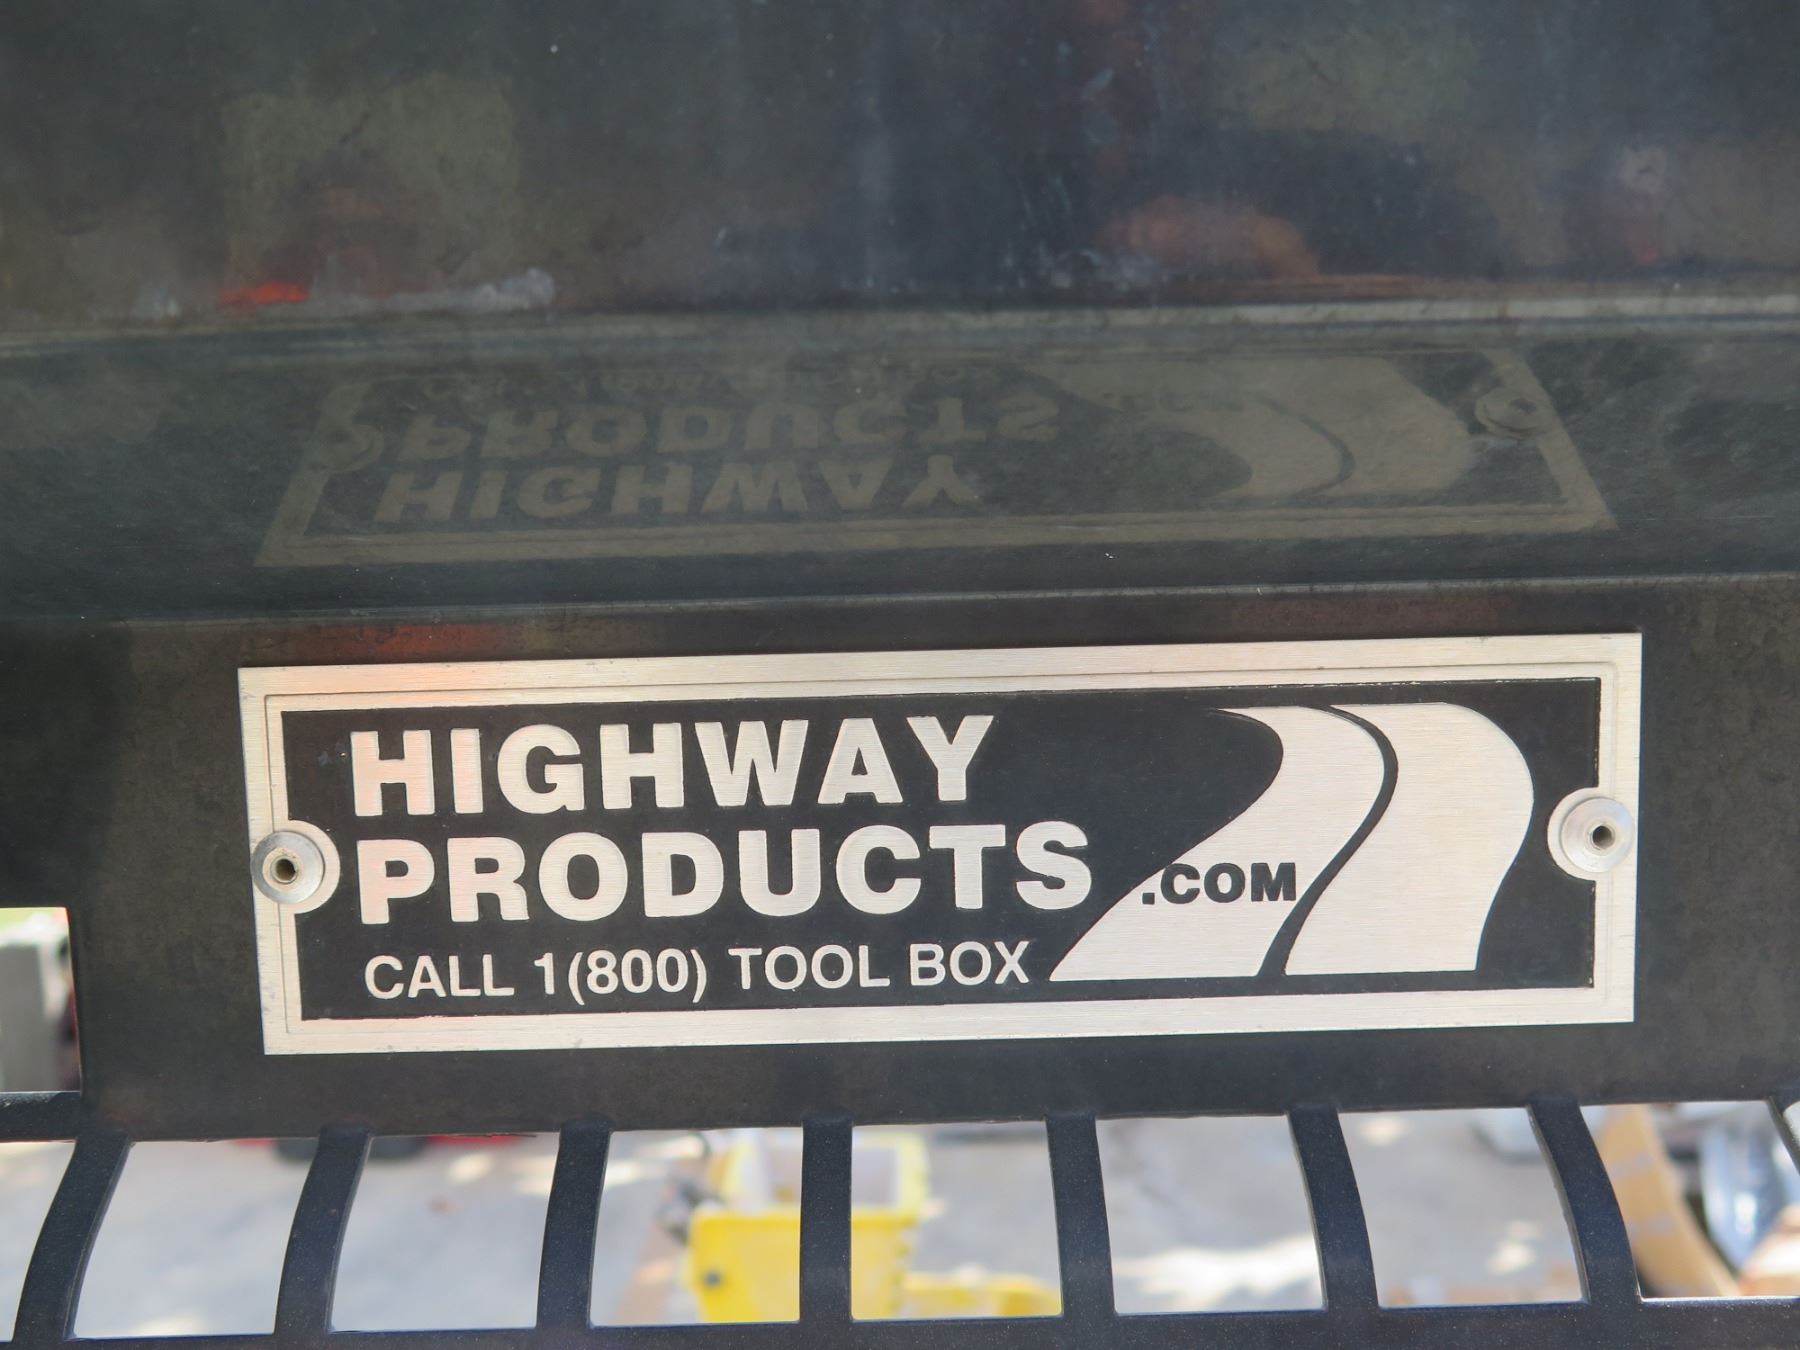 HIGHWAY
PRODUCTS
.COM
CALL 1(800) TOOL BOX